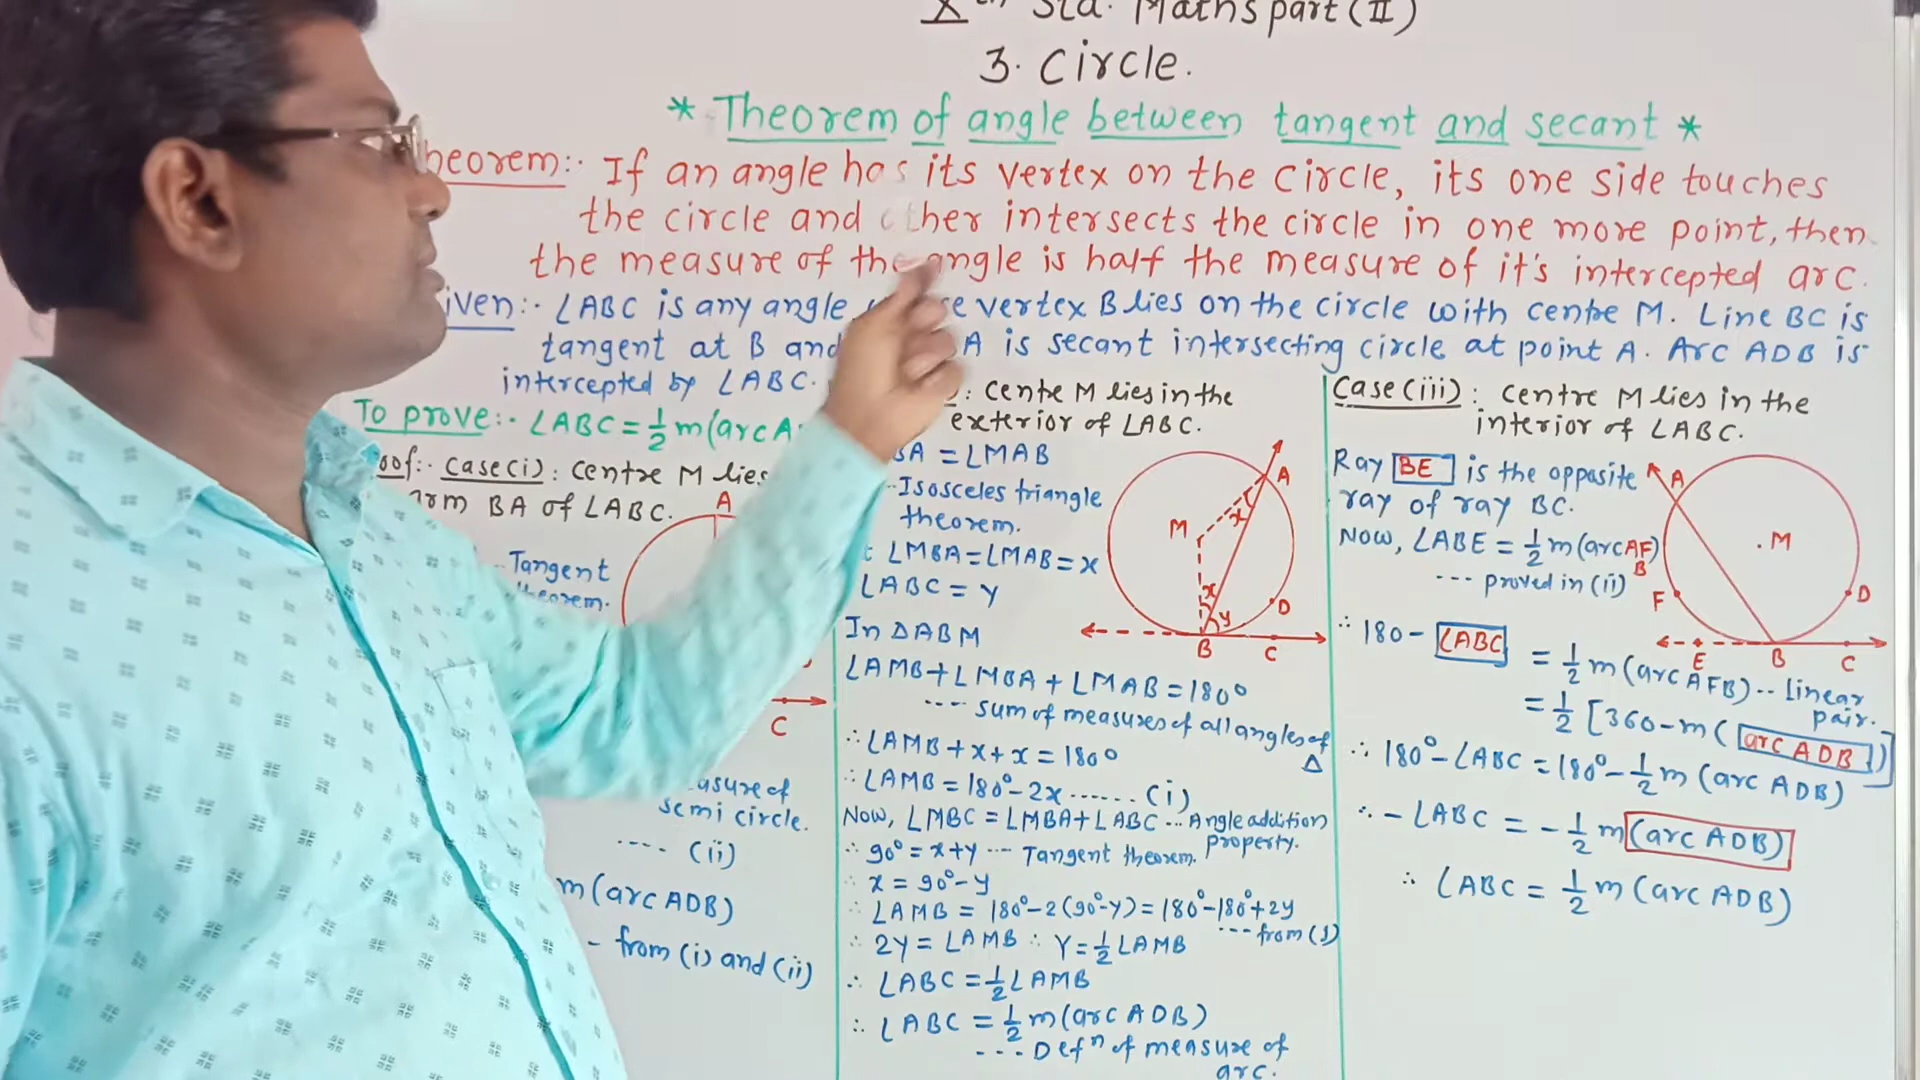 Xth Std. Maths part (II)
3. Circle.
* Theorem of angle between tangent and secant *
heorem:- If an angle has its vertex on the circle, its one side touches
the circle and other intersects the circle in one more point, then
the measure of the angle is half the measure of it's intercepted arc.
iven:- ∠ABC is any angle vertex B lies on the circle with centre M. Line BC is
tangent at B and A is secant intersecting circle at point A. Arc ADB is
intercepted by ∠ABC.
To prove:- ∠ABC = 1/2 m(arc A
oof:- Case(i): Centre M lies
arm BA of ∠ABC.
A
Tangent
theorem.
C
asure of
semi circle.
---- (ii)
m(arc ADB)
- from (i) and (ii)
: Centre M lies in the
exterior of ∠ABC.
BA = ∠MAB
--Isosceles triangle
theorem.
∠MBA = ∠MAB = x
∠ABC = y
In ΔABM
∠AMB + ∠MBA + ∠MAB = 180°
---- sum of measures of all angles of
Δ
∴ ∠AMB + x + x = 180°
∴ ∠AMB = 180° - 2x ------ (i)
Now, ∠MBC = ∠MBA + ∠ABC --- Angle addition
property.
∴ 90° = x + y --- Tangent theorem.
∴ x = 90° - y
∴ ∠AMB = 180° - 2(90° - y) = 180° - 180° + 2y
--- from (1)
∴ 2y = ∠AMB ∴ y = 1/2 ∠AMB
∴ ∠ABC = 1/2 ∠AMB
∴ ∠ABC = 1/2 m(arc ADB)
--- Defn of measure of
arc.
A
x
M
x
y
D
B C
Case(iii): Centre M lies in the
interior of ∠ABC.
Ray BE is the opposite
ray of ray BC.
Now, ∠ABE = 1/2 m(arc AF
B)
--- proved in (ii)
∴ 180 - ∠ABC = 1/2 m(arc AFB) -- Linear
pair.
= 1/2 [360 - m(arc ADB)]
∴ 180° - ∠ABC = 180° - 1/2 m(arc ADB)
∴ - ∠ABC = - 1/2 m(arc ADB)
∴ ∠ABC = 1/2 m(arc ADB)
A
M
F
D
E B C